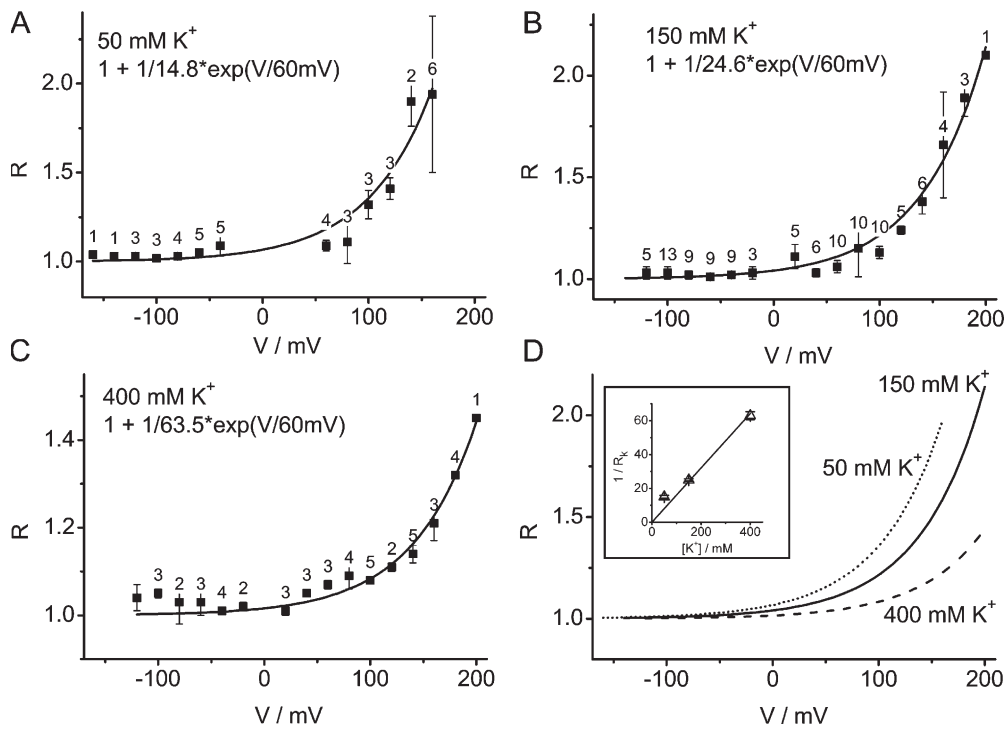 A
50 mM K⁺
1 + 1/14.8*exp(V/60mV)
2.0
1.5
1.0
R
1 1 3 3 4 5 5 4 3 3 3 2 6
-100 0 100 200
V / mV
B
150 mM K⁺
1 + 1/24.6*exp(V/60mV)
2.0
1.5
1.0
R
5 13 9 9 9 3 5 6 10 10 10 5 6 4 3 1
-100 0 100 200
V / mV
C
400 mM K⁺
1 + 1/63.5*exp(V/60mV)
1.4
1.2
1.0
R
3 2 3 4 2 3 4 3 4 5 2 5 3 4 1
-100 0 100 200
V / mV
D
150 mM K⁺
50 mM K⁺
400 mM K⁺
2.0
1.5
1.0
R
-100 0 100 200
V / mV
60
40
20
0
1 / Rₖ
0 200 400
[K⁺] / mM